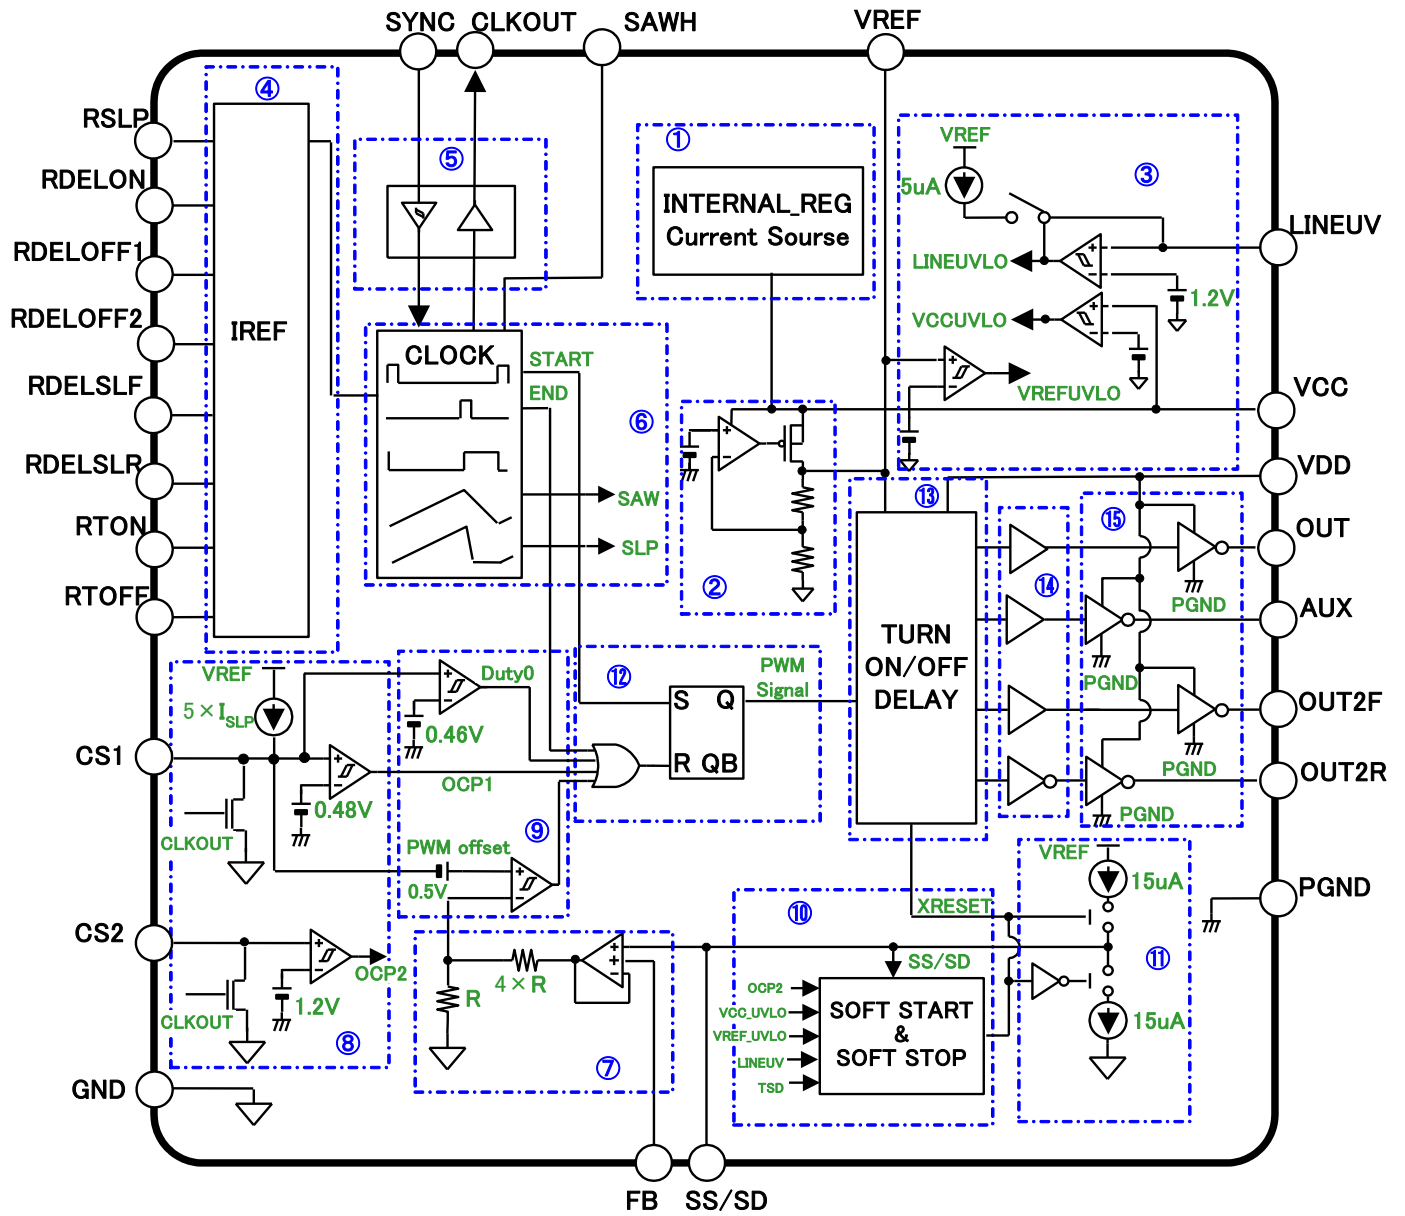 SYNC CLKOUT SAWH VREF
④
①
⑤
③
RSLP
RDELON
RDELOFF1
RDELOFF2
RDELSLF
RDELSLR
RTON
RTOFF
IREF
INTERNAL_REG
Current Sourse
VREF
5uA
LINEUVLO
1.2V
VCCUVLO
VREFUVLO
LINEUV
VCC
VDD
OUT
AUX
OUT2F
OUT2R
PGND
CLOCK
START
END
⑥
SAW
SLP
②
⑬
⑭
⑮
PGND
PGND
PGND
PGND
TURN
ON/OFF
DELAY
VREF
5×ISLP
CS1
0.48V
CLKOUT
CS2
OCP2
1.2V
CLKOUT
⑧
GND
Duty0
0.46V
OCP1
⑨
PWM offset
0.5V
⑫
S Q
R QB
PWM
Signal
R
4×R
⑦
⑩
XRESET
SS/SD
OCP2
VCC_UVLO
VREF_UVLO
LINEUV
TSD
SOFT START
&
SOFT STOP
VREF
15uA
⑪
15uA
FB SS/SD